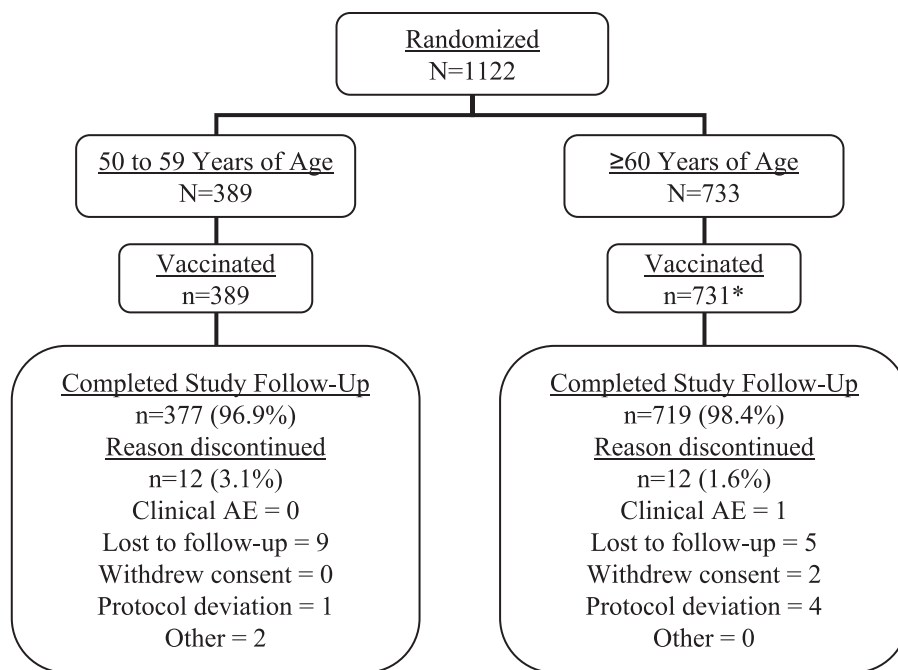 Randomized
N=1122
50 to 59 Years of Age
N=389
≥60 Years of Age
N=733
Vaccinated
n=389
Vaccinated
n=731*
Completed Study Follow-Up
n=377 (96.9%)
Reason discontinued
n=12 (3.1%)
Clinical AE = 0
Lost to follow-up = 9
Withdrew consent = 0
Protocol deviation = 1
Other = 2
Completed Study Follow-Up
n=719 (98.4%)
Reason discontinued
n=12 (1.6%)
Clinical AE = 1
Lost to follow-up = 5
Withdrew consent = 2
Protocol deviation = 4
Other = 0